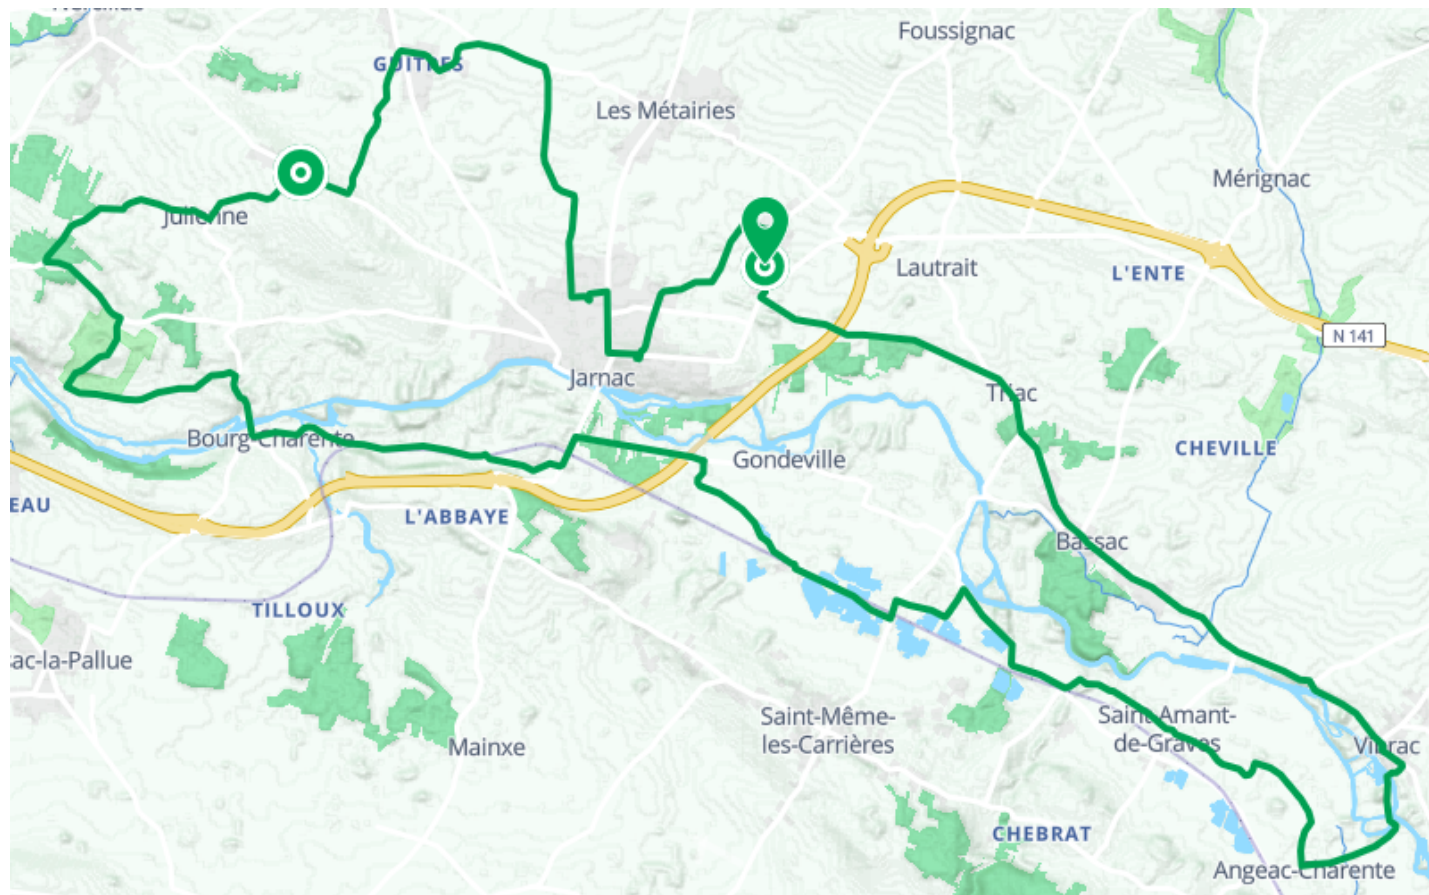 Foussignac
GUITRES
Les Métairies
Mérignac
Julienne
Lautrait
L'ENTE
N 141
Jarnac
Triac
Bourg-Charente
CHEVILLE
Gondeville
EAU
L'ABBAYE
Bassac
TILLOUX
ac-la-Pallue
Saint-Même-
les-Carrières
Saint-Amant-
de-Graves
Mainxe
Vibrac
CHEBRAT
Angeac-Charente